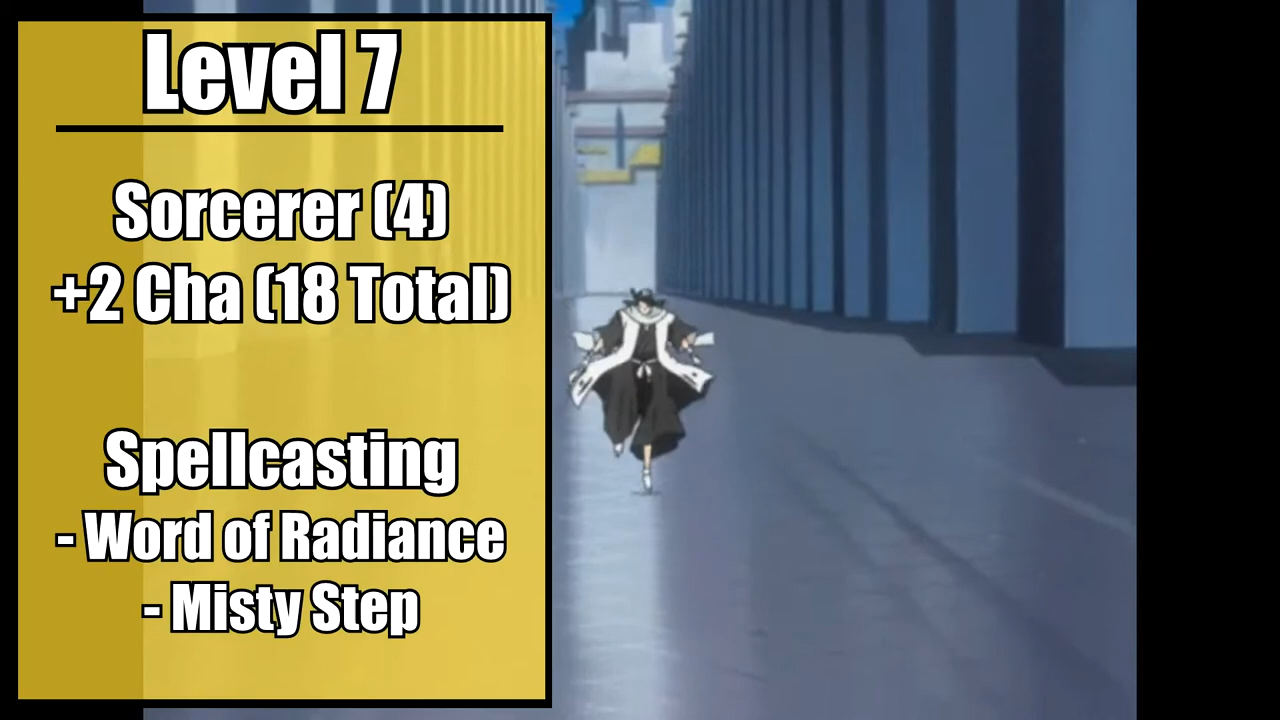 Level 7
Sorcerer (4)
+2 Cha (18 Total)
Spellcasting
- Word of Radiance
- Misty Step